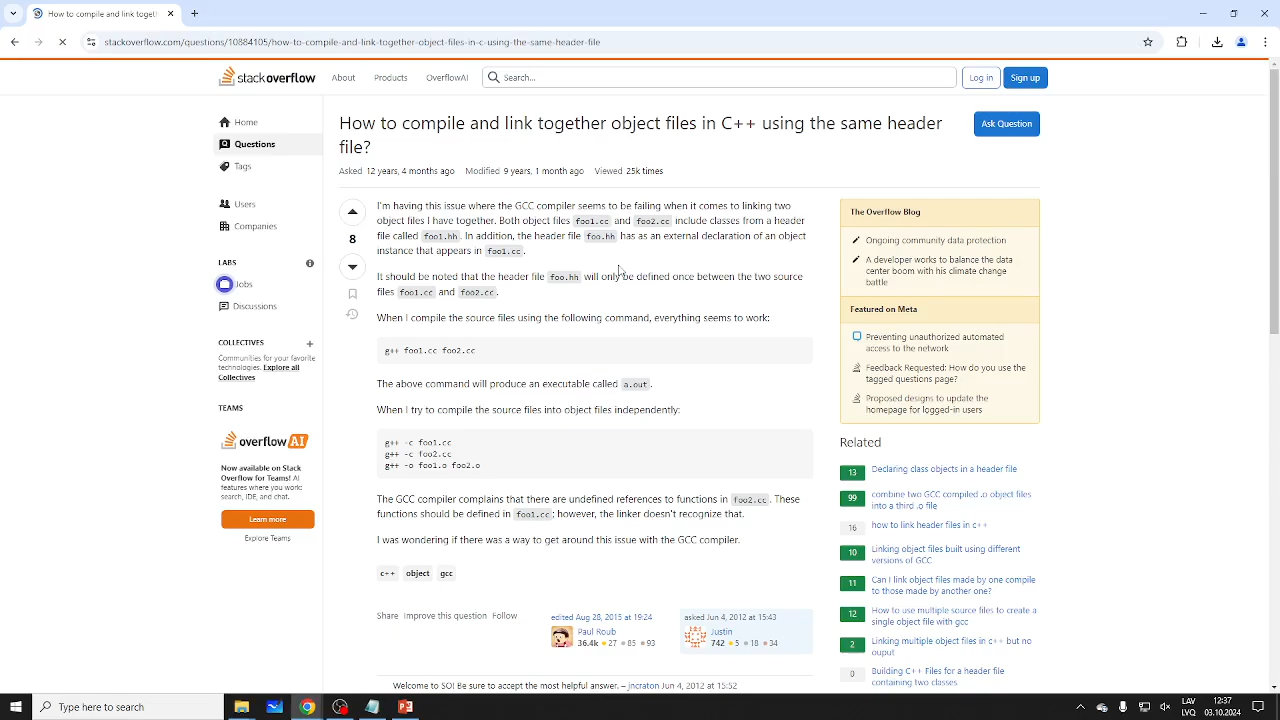 How to compile and link togeth
stackoverflow.com/questions/10884105/how-to-compile-and-link-together-object-files-in-c-using-the-same-header-file
stackoverflow
About
Products
OverflowAI
Search...
Log in
Sign up
Home
Questions
Tags
Users
Companies
LABS
Jobs
Discussions
COLLECTIVES
Communities for your favorite
technologies. Explore all
Collectives
TEAMS
overflow AI
Now available on Stack
Overflow for Teams! AI
features where you work:
search, IDE, and chat.
Learn more
Explore Teams
How to compile and link together object files in C++ using the same header
file?
Ask Question
Asked 12 years, 4 months ago Modified 9 years, 1 month ago Viewed 25k times
8
I'm having this issue where the GCC compiler seems to be failing when it comes to linking two
object files I have together. Both object files foo1.cc and foo2.cc include classes from a header
file called foo1.hh. In addition, the header file foo.hh has as an external declaration of an object
instance that appears in foo1.cc.
It should be noted that the header file foo.hh will only be defined once between the two source
files foo1.cc and foo2.cc.
When I compile the source files using the following command, everything seems to work:
g++ foo1.cc foo2.cc
The above command will produce an executable called a.out.
When I try to compile the source files into object files independently:
g++ -c foo1.cc
g++ -c foo2.cc
g++ -o foo1.o foo2.o
The GCC compiler complains that there are undefined references to functions in foo2.cc. These
functions should be defined in foo1.cc; however, the linker doesn't recognize that.
I was wondering if there was a way to get around this issue with the GCC compiler.
c++ object gcc
Share Improve this question Follow
edited Aug 28, 2015 at 19:24
Paul Roub
36.4k 27 85 93
asked Jun 4, 2012 at 15:43
Justin
742 5 18 34
Welcome to SO! Be sure to accept the most helpful answer. – jncraton Jun 4, 2012 at 15:52
The Overflow Blog
Ongoing community data protection
A developer works to balance the data
center boom with his climate change
battle
Featured on Meta
Preventing unauthorized automated
access to the network
Feedback Requested: How do you use the
tagged questions page?
Proposed designs to update the
homepage for logged-in users
Related
13 Declaring class objects in a header file
99 combine two GCC compiled .o object files
into a third .o file
16 how to link header files in c++
10 Linking object files built using different
versions of GCC
11 Can I link object files made by one compile
to those made by another one?
12 How to use multiple source files to create a
single object file with gcc
2 Linking multiple object files in c++ but no
ouput
0 Building C++ Files for a header file
containing two classes
Type here to search
LAV
LVQ
12:37
03.10.2024